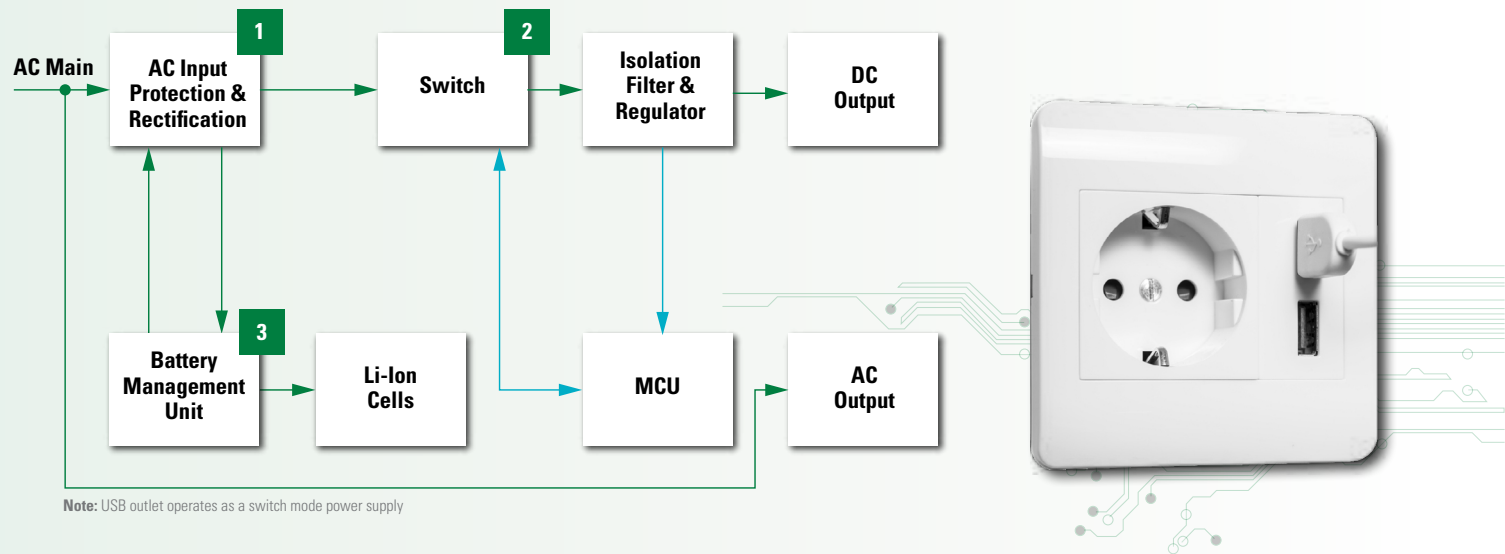 1
2
AC Main
AC Input
Protection &
Rectification
Switch
Isolation
Filter &
Regulator
DC
Output
3
Battery
Management
Unit
Li-Ion
Cells
MCU
AC
Output
Note: USB outlet operates as a switch mode power supply